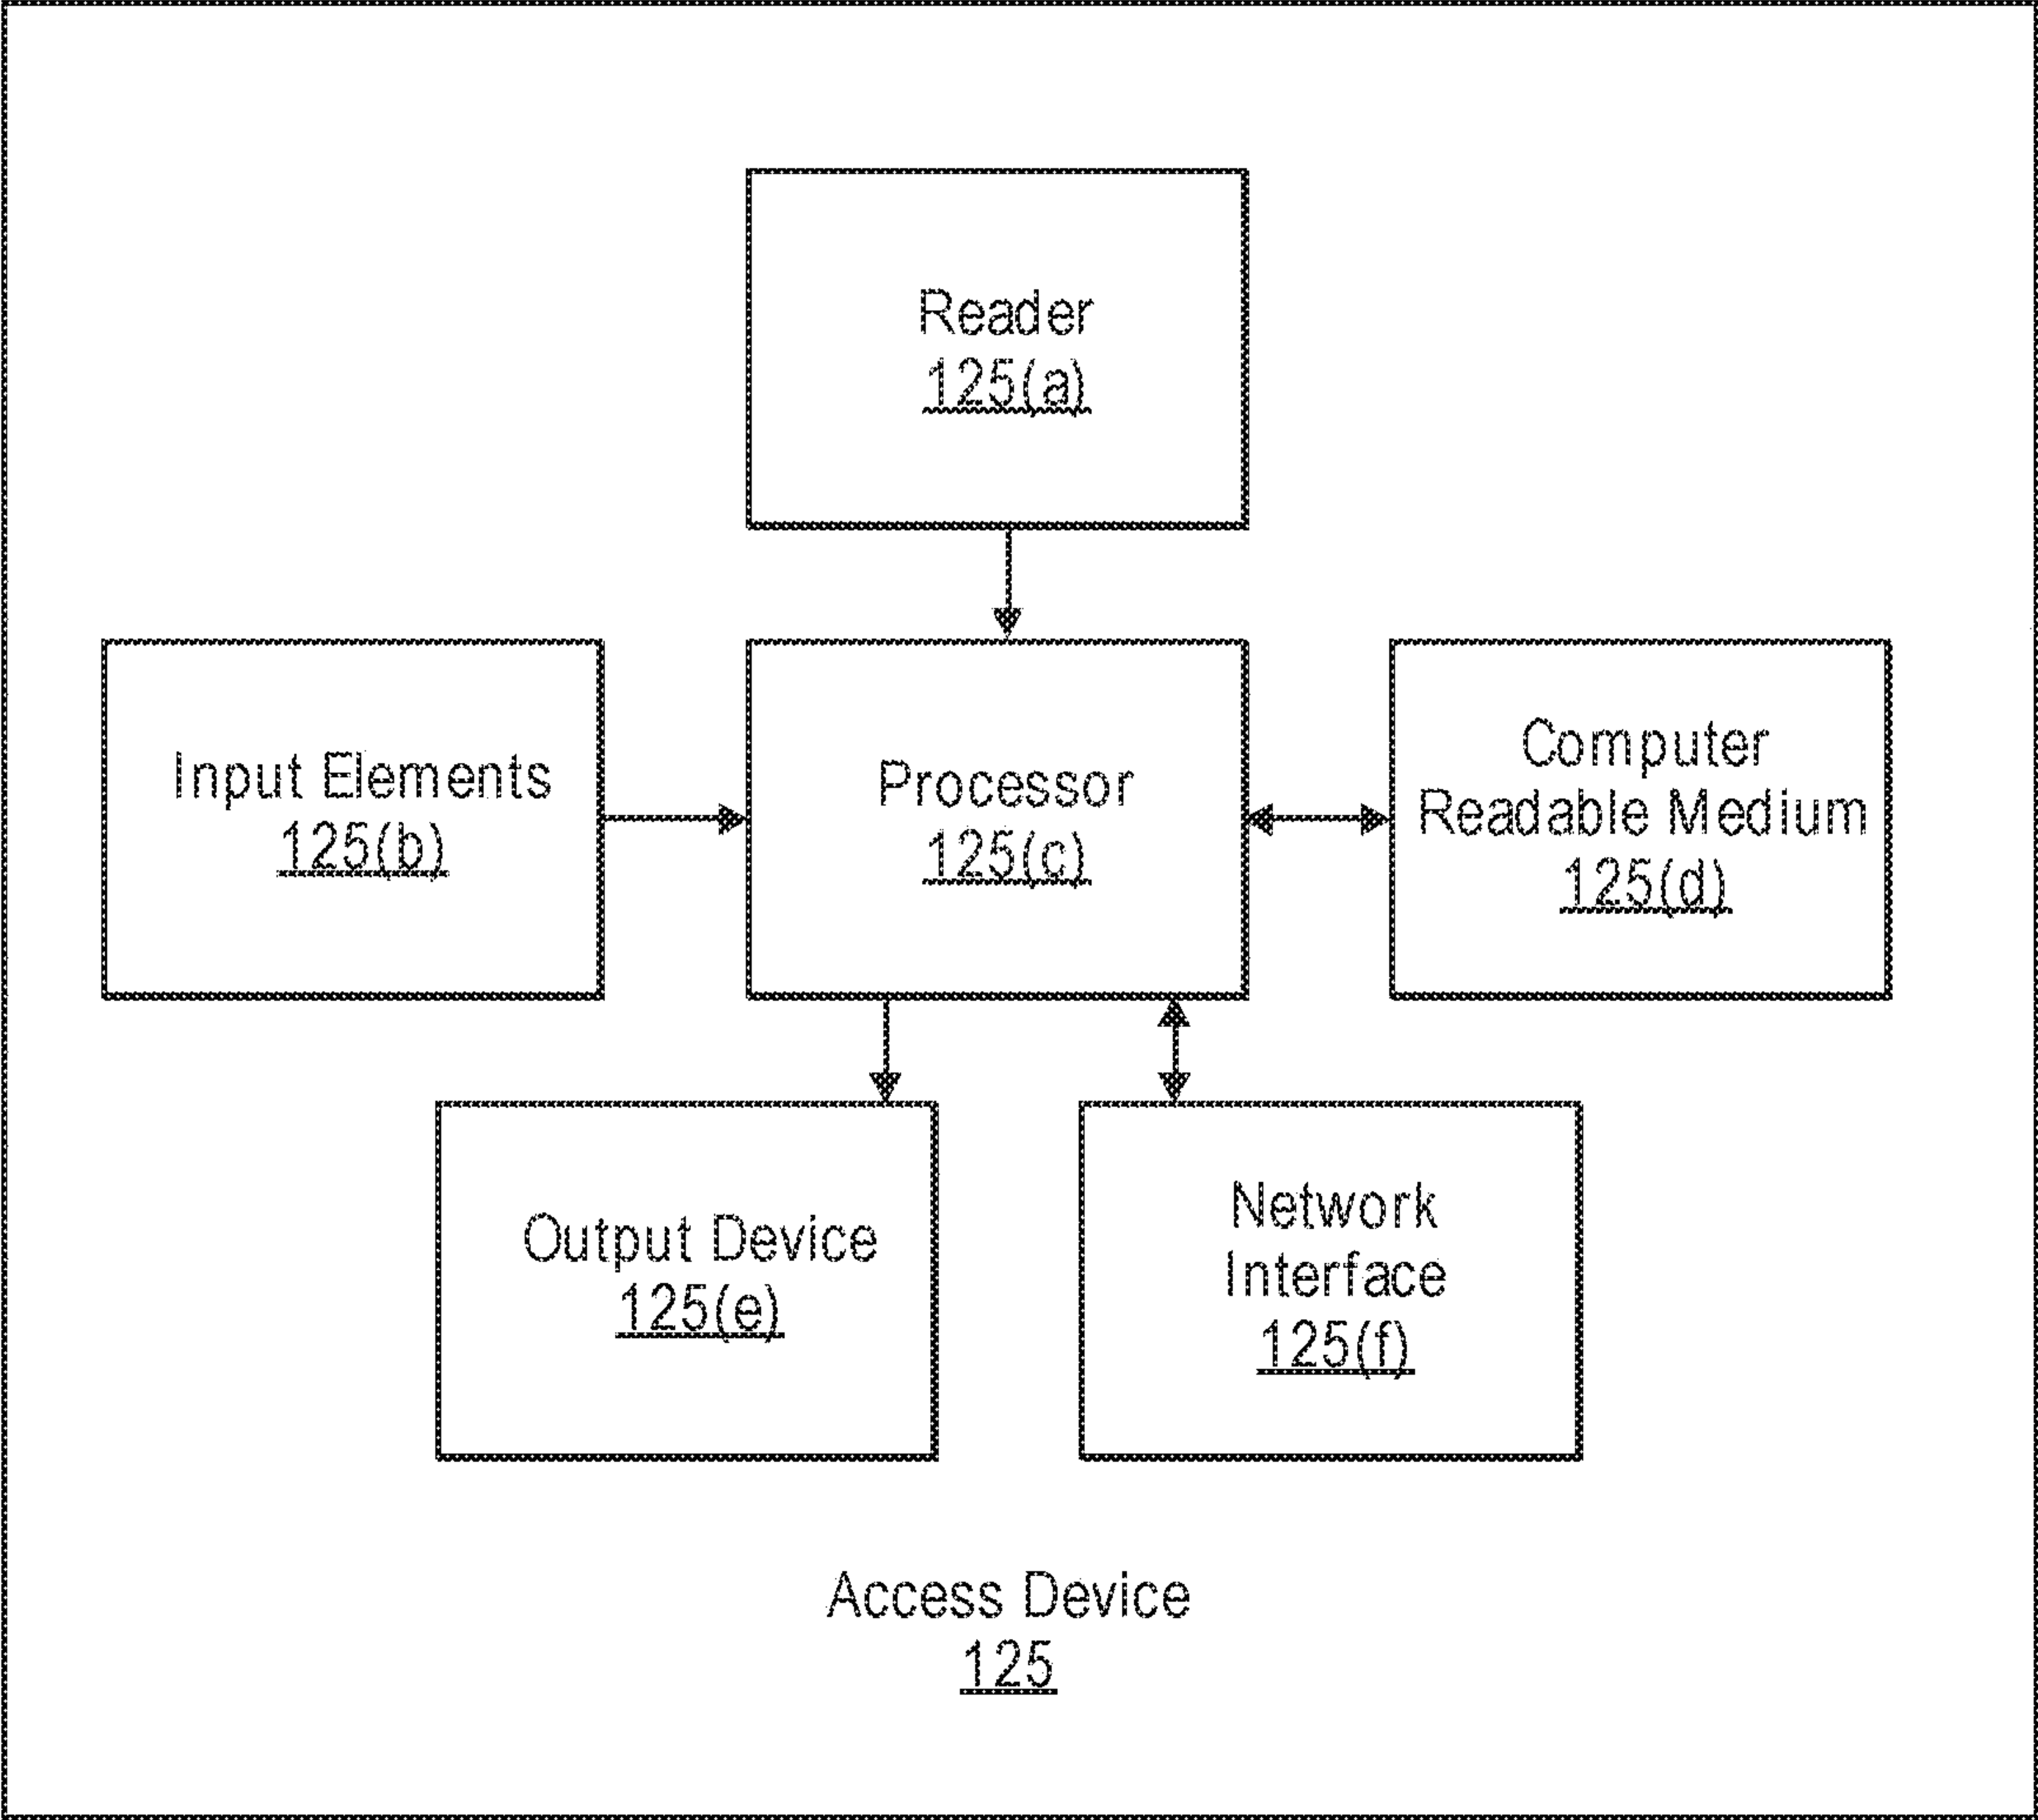 Reader
125(a)
Input Elements
125(b)
Processor
125(c)
Computer
Readable Medium
125(d)
Output Device
125(e)
Network
Interface
125(f)
Access Device
125